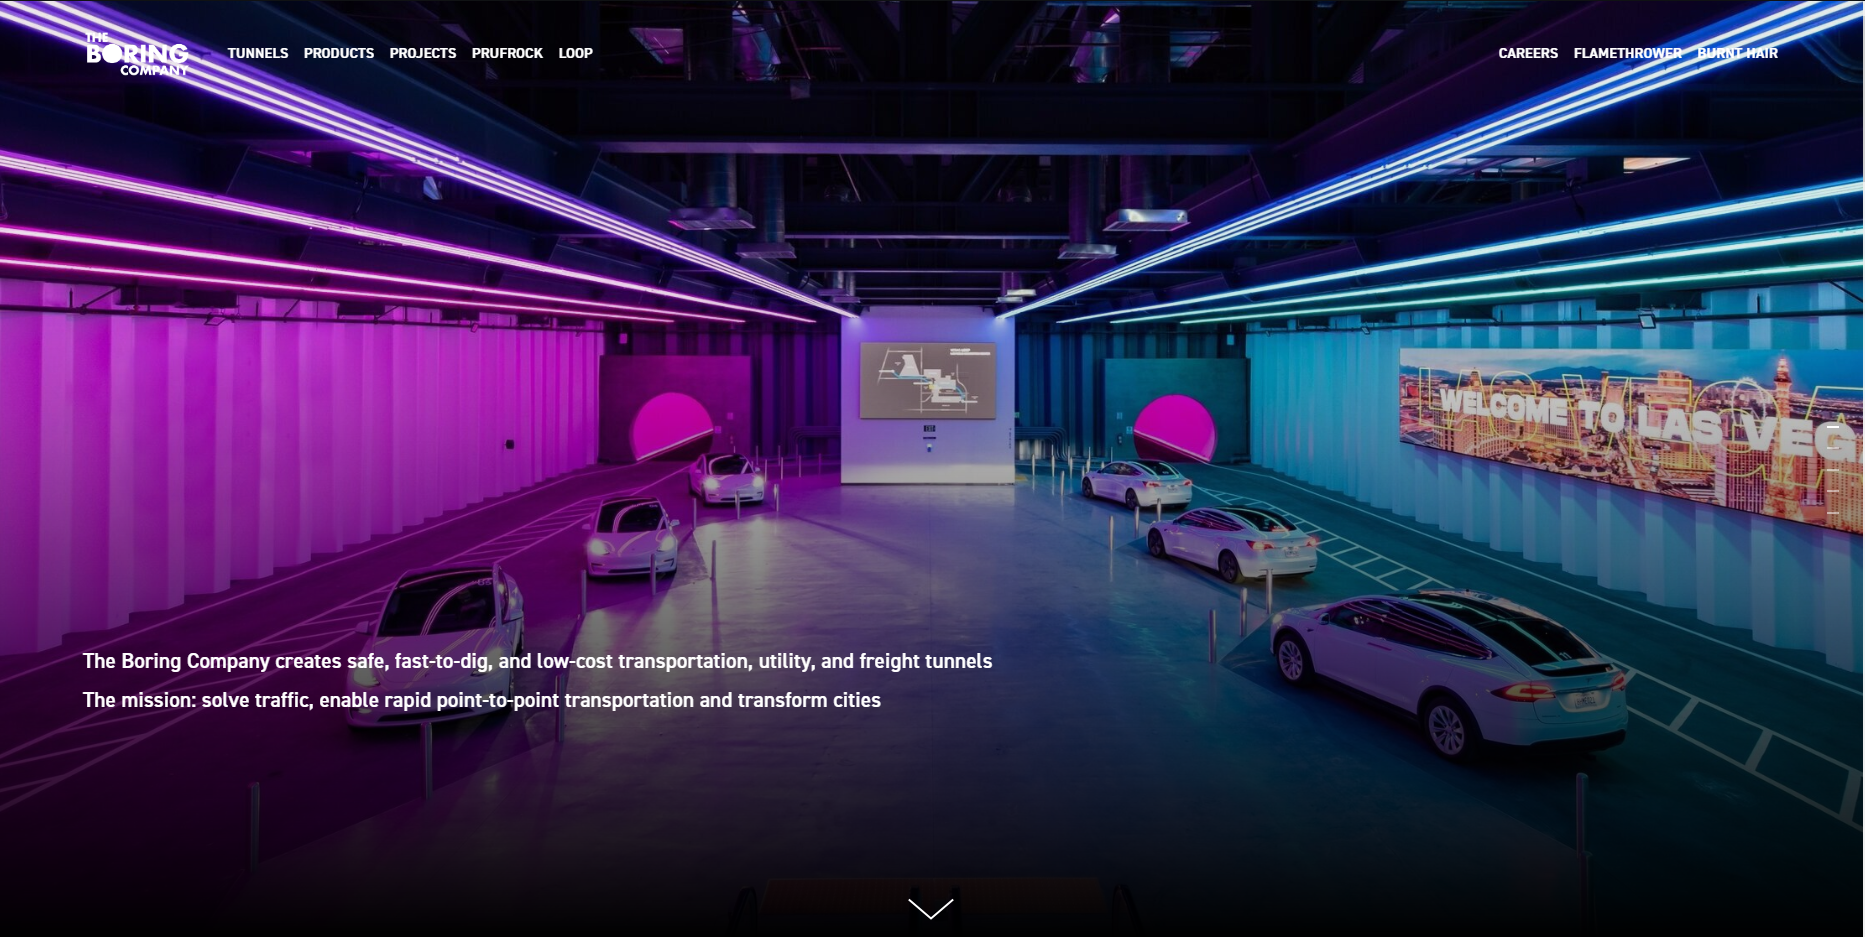 THE
BORING
COMPANY
TUNNELS PRODUCTS PROJECTS PRUFROCK LOOP
CAREERS FLAMETHROWER BURNT HAIR
WELCOME TO LAS VEG
The Boring Company creates safe, fast-to-dig, and low-cost transportation, utility, and freight tunnels
The mission: solve traffic, enable rapid point-to-point transportation and transform cities